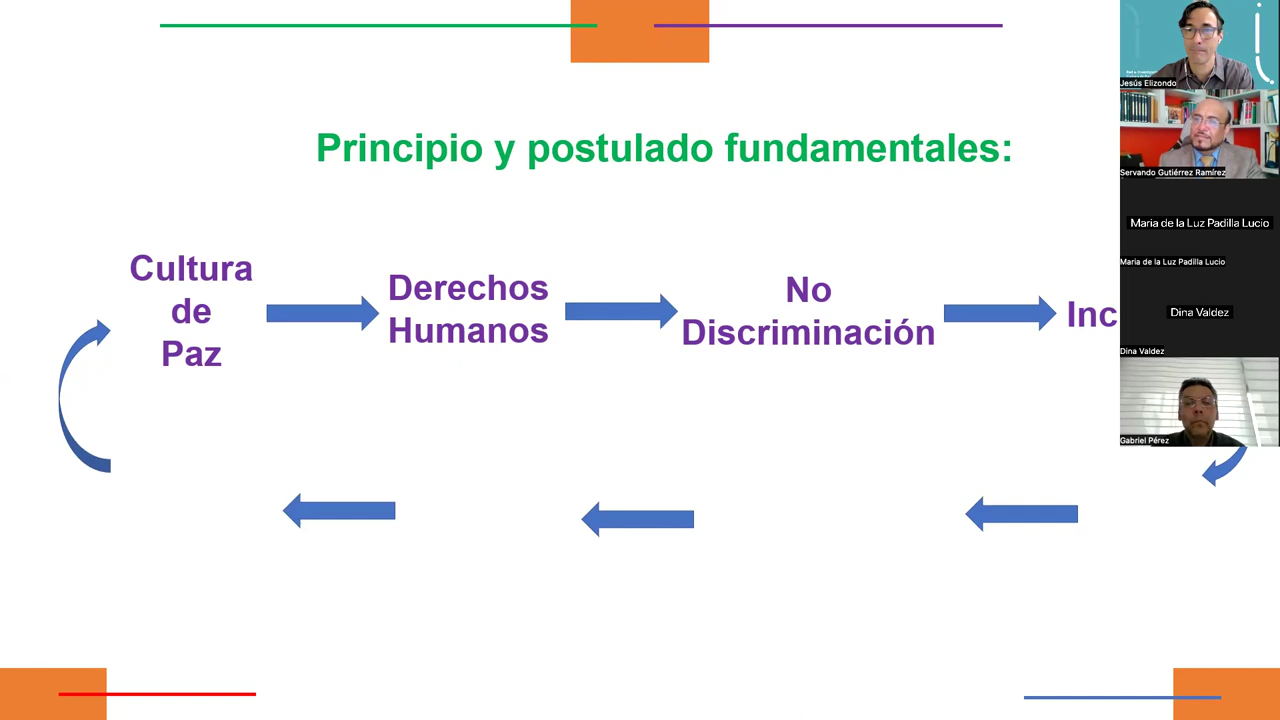 Principio y postulado fundamentales:
Cultura
de
Paz
Derechos
Humanos
No
Discriminación
Inc
Jesús Elizondo
Servando Gutiérrez Ramírez
Maria de la Luz Padilla Lucio
Maria de la Luz Padilla Lucio
Dina Valdez
Dina Valdez
Gabriel Pérez